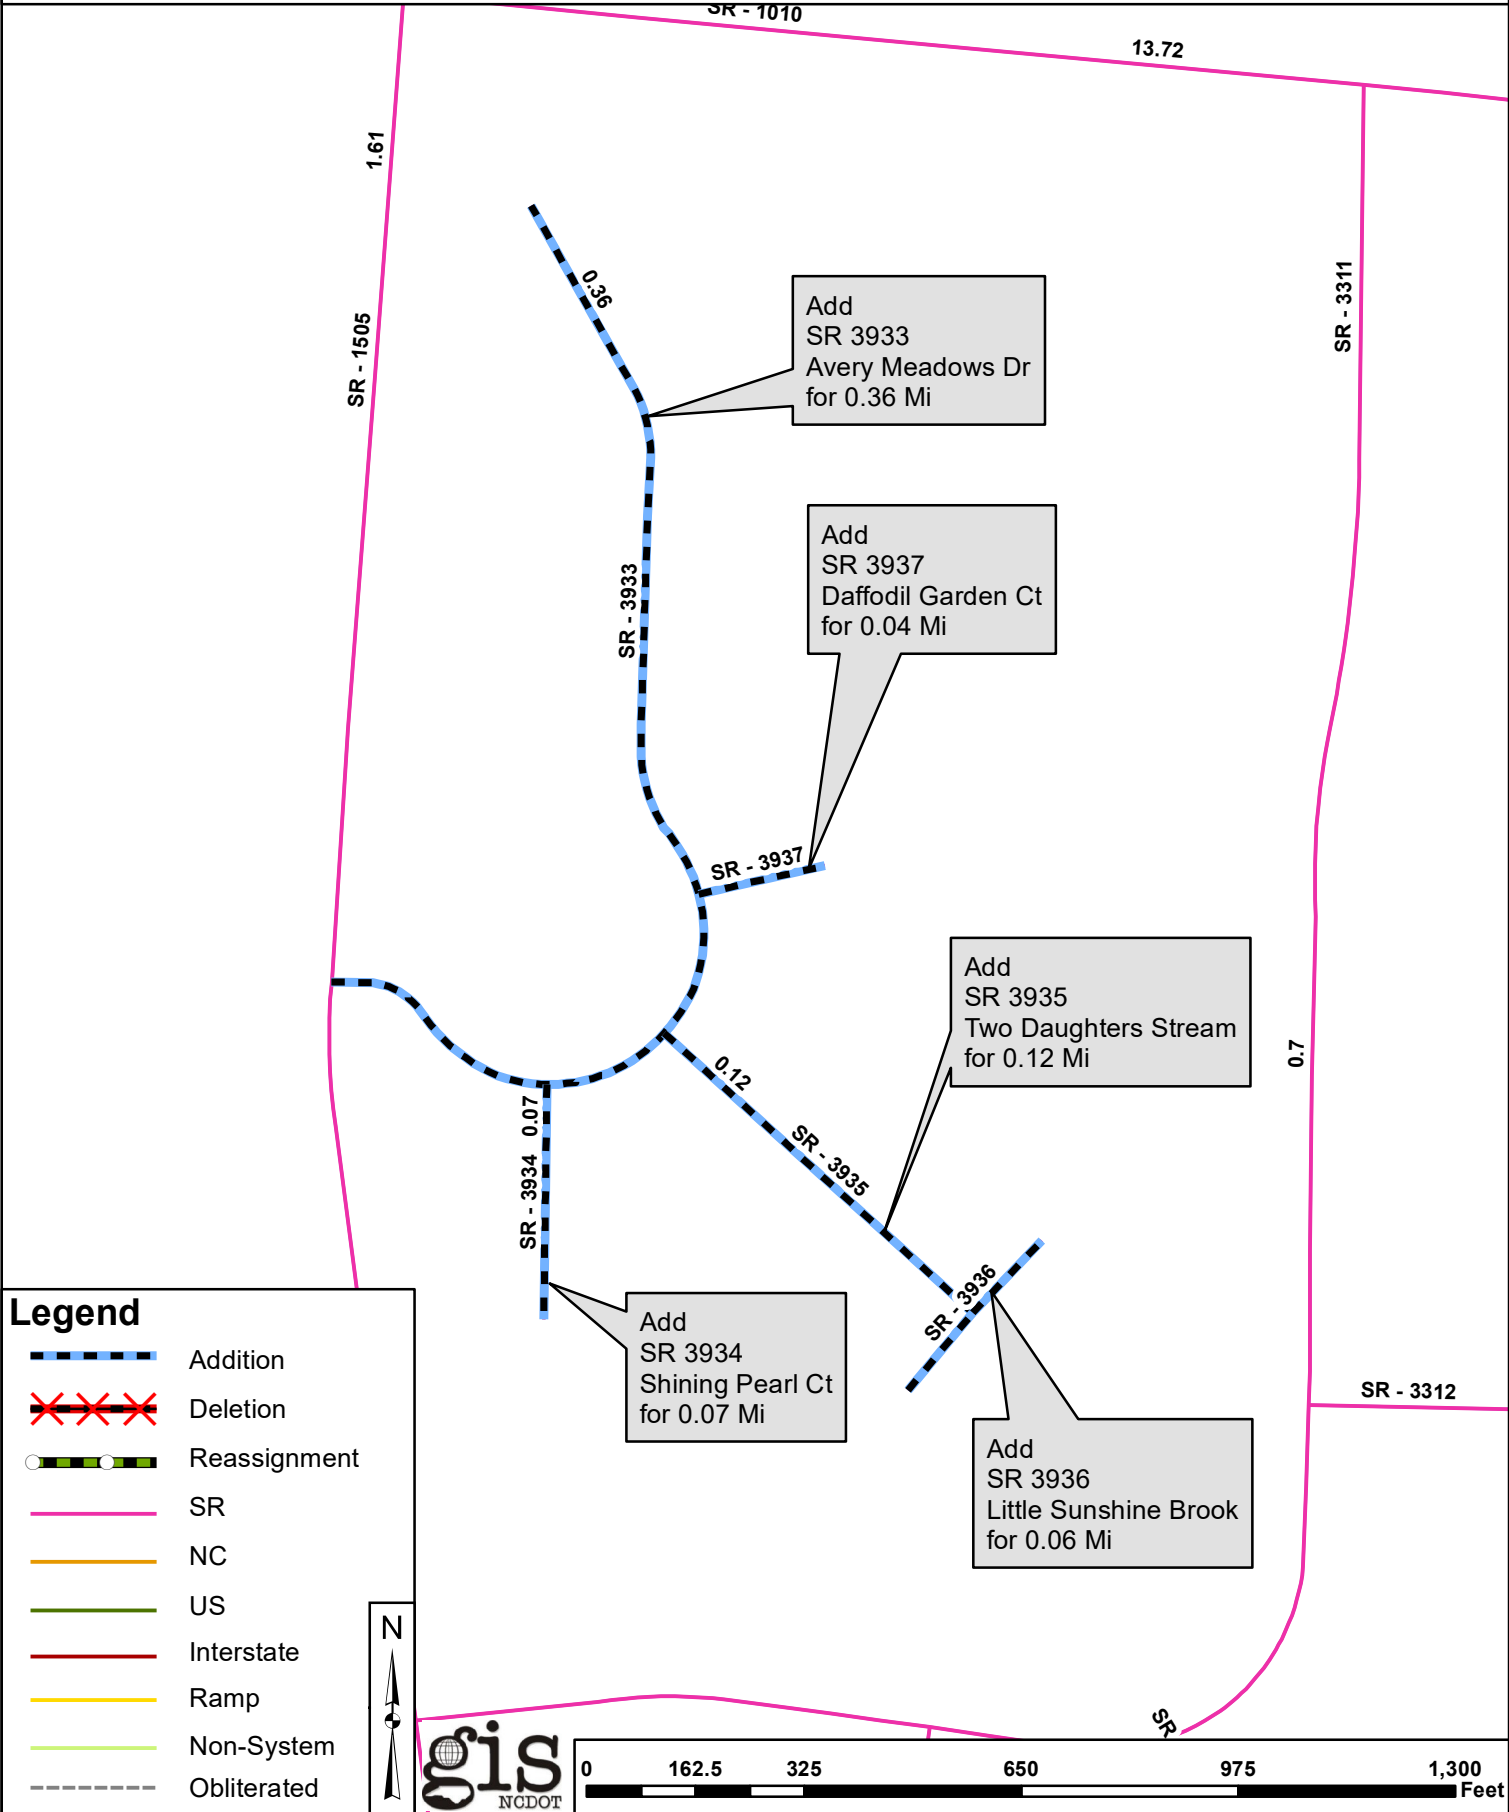 SR - 1010
13.72
1.61
SR - 1505
0.36
Add
SR 3933
Avery Meadows Dr
for 0.36 Mi
SR - 3311
Add
SR 3937
Daffodil Garden Ct
for 0.04 Mi
SR - 3933
SR - 3937
Add
SR 3935
Two Daughters Stream
for 0.12 Mi
0.7
0.12
SR - 3935
0.07
SR - 3934
SR - 3936
Add
SR 3934
Shining Pearl Ct
for 0.07 Mi
SR - 3312
Add
SR 3936
Little Sunshine Brook
for 0.06 Mi
SR
Legend
Addition
Deletion
Reassignment
SR
NC
US
Interstate
Ramp
Non-System
Obliterated
N
gis
NCDOT
0 162.5 325 650 975 1,300
Feet